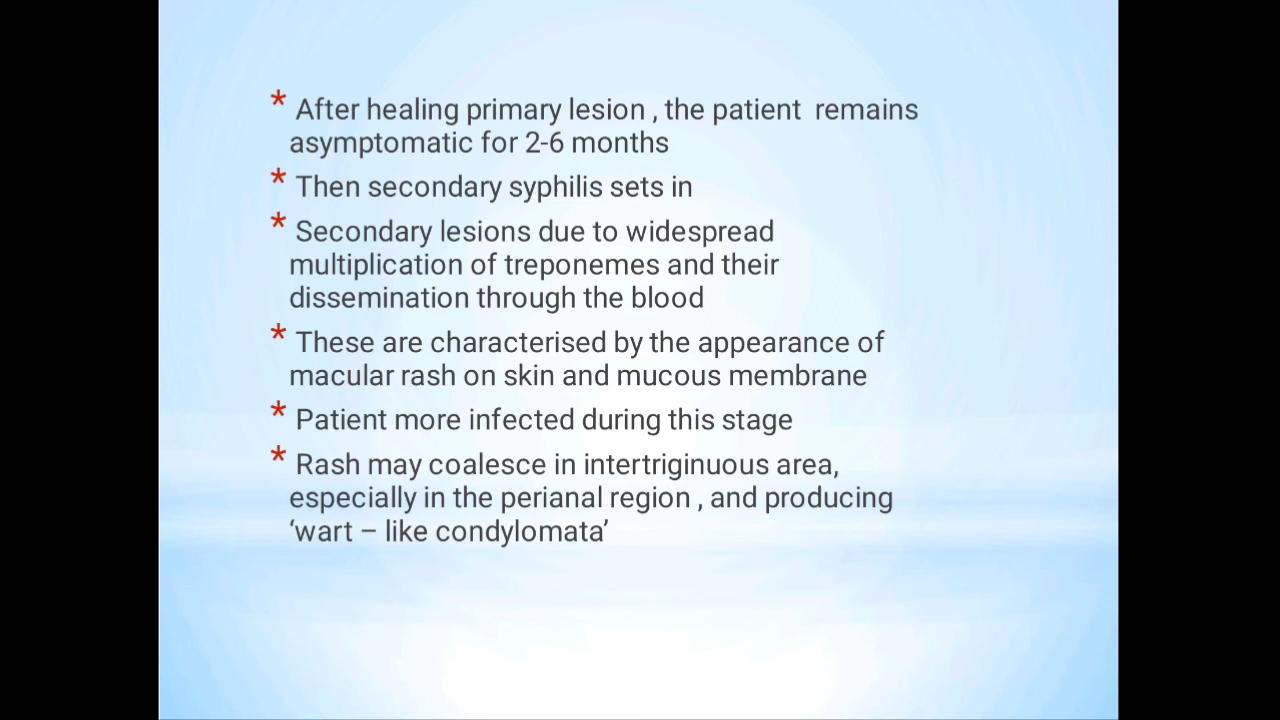 * After healing primary lesion , the patient  remains
asymptomatic for 2-6 months
* Then secondary syphilis sets in
* Secondary lesions due to widespread
multiplication of treponemes and their
dissemination through the blood
* These are characterised by the appearance of
macular rash on skin and mucous membrane
* Patient more infected during this stage
* Rash may coalesce in intertriginuous area,
especially in the perianal region , and producing
‘wart – like condylomata’